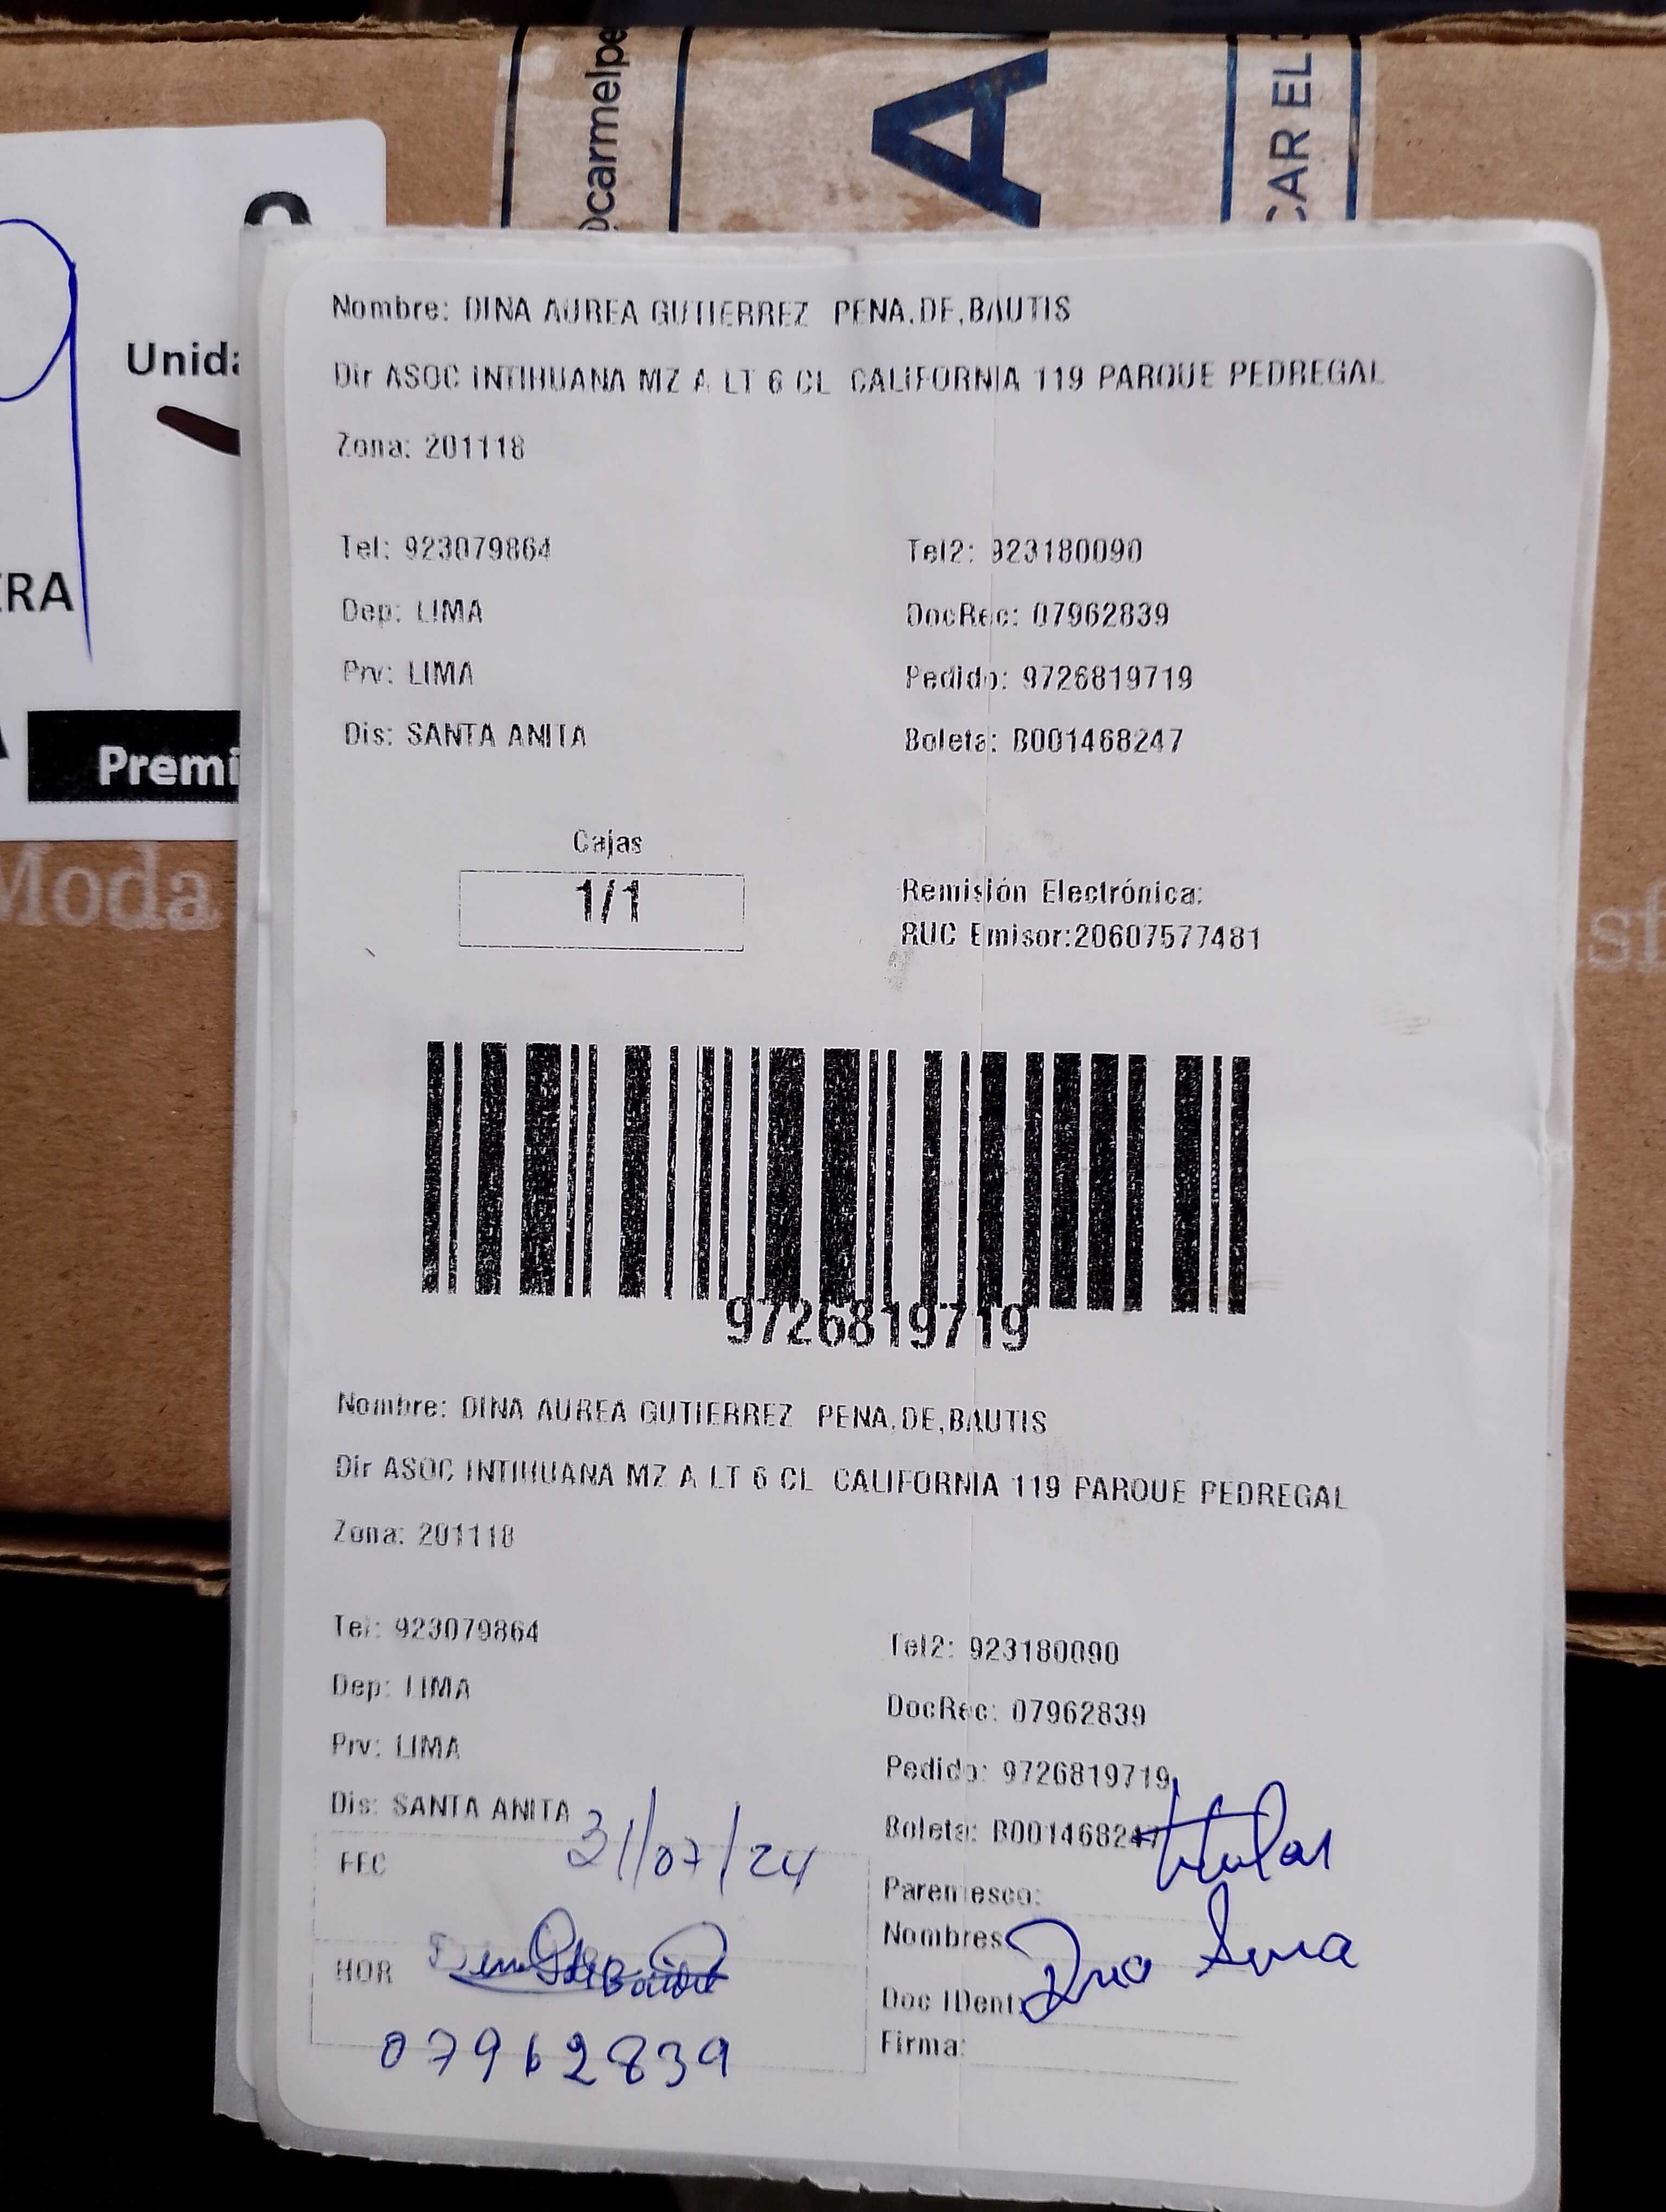 @carmelpe
A
CAR EL
Unida
ERA
Premi
Moda
Nombre: DINA AUREA GUTIERREZ PENA.DE,BAUTIS
Dir ASOC INTIHUANA MZ A LT 6 CL CALIFORNIA 119 PARQUE PEDREGAL
Zona: 201118
Tel: 923079864 Tel2: 923180090
Dep: LIMA DocRec: 07962839
Prv: LIMA Pedido: 9726819719
Dis: SANTA ANITA Boleta: B001468247
Cajas
1/1
Remisión Electrónica:
RUC Emisor:20607577481
9726819719
Nombre: DINA AUREA GUTIERREZ PENA.DE,BAUTIS
Dir ASOC INTIHUANA MZ A LT 6 CL CALIFORNIA 119 PARQUE PEDREGAL
Zona: 201118
Tel: 923079864 Tel2: 923180090
Dep: LIMA DocRec: 07962839
Prv: LIMA Pedido: 9726819719
Dis: SANTA ANITA Boleta: B001468247
FEC 31/07/24
Parentesco: titular
Nombres
HOR
Doc IDent:
Firma:
07962839